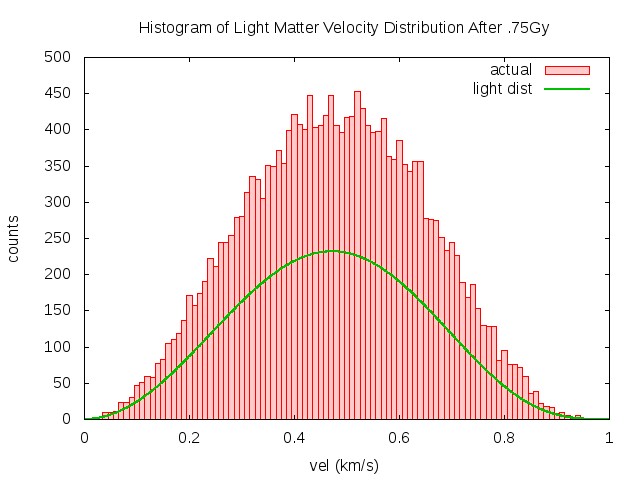 Histogram of Light Matter Velocity Distribution After .75Gy
500
450
400
350
300
250
200
150
100
50
0
counts
actual
light dist
0 0.2 0.4 0.6 0.8 1
vel (km/s)